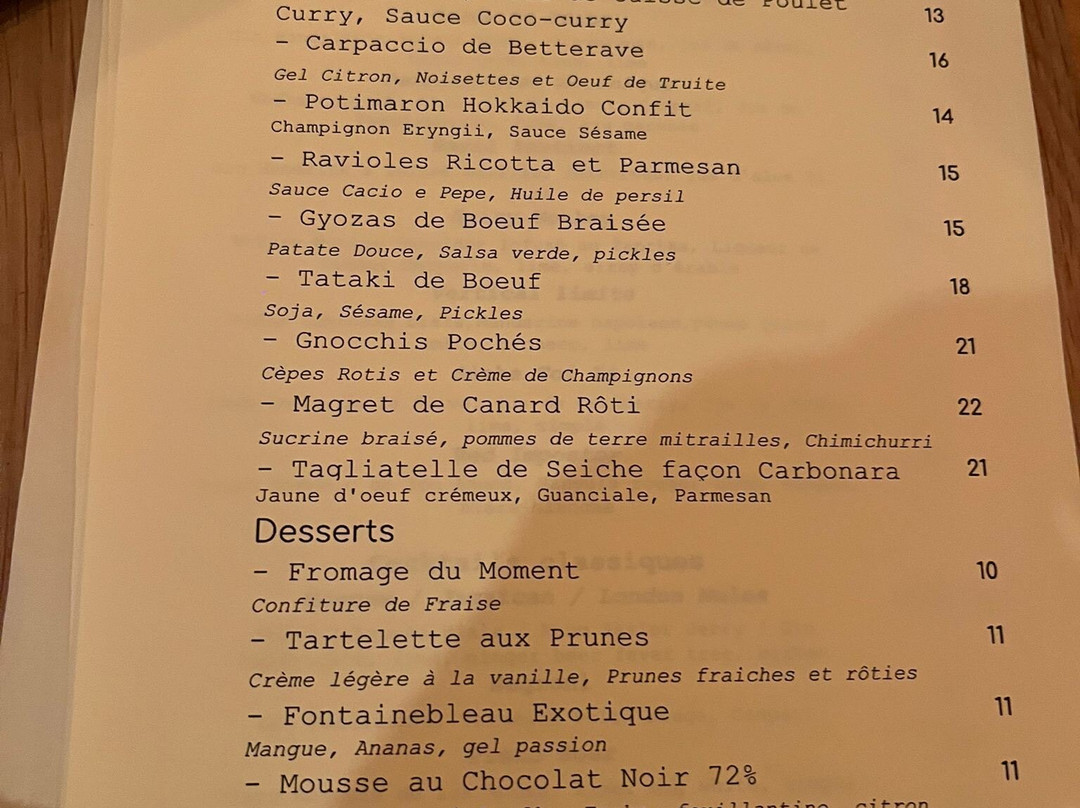 de Poulet
Curry, Sauce Coco-curry 13
- Carpaccio de Betterave 16
Gel Citron, Noisettes et Oeuf de Truite
- Potimaron Hokkaido Confit 14
Champignon Eryngii, Sauce Sésame
- Ravioles Ricotta et Parmesan 15
Sauce Cacio e Pepe, Huile de persil
- Gyozas de Boeuf Braisée 15
Patate Douce, Salsa verde, pickles
- Tataki de Boeuf 18
Soja, Sésame, Pickles
- Gnocchis Pochés 21
Cèpes Rotis et Crème de Champignons
- Magret de Canard Rôti 22
Sucrine braisé, pommes de terre mitrailles, Chimichurri
- Tagliatelle de Seiche façon Carbonara 21
Jaune d'oeuf crémeux, Guanciale, Parmesan
Desserts
- Fromage du Moment 10
Confiture de Fraise
- Tartelette aux Prunes 11
Crème légère à la vanille, Prunes fraiches et rôties
- Fontainebleau Exotique 11
Mangue, Ananas, gel passion
- Mousse au Chocolat Noir 72% 11
feuillantine, citron